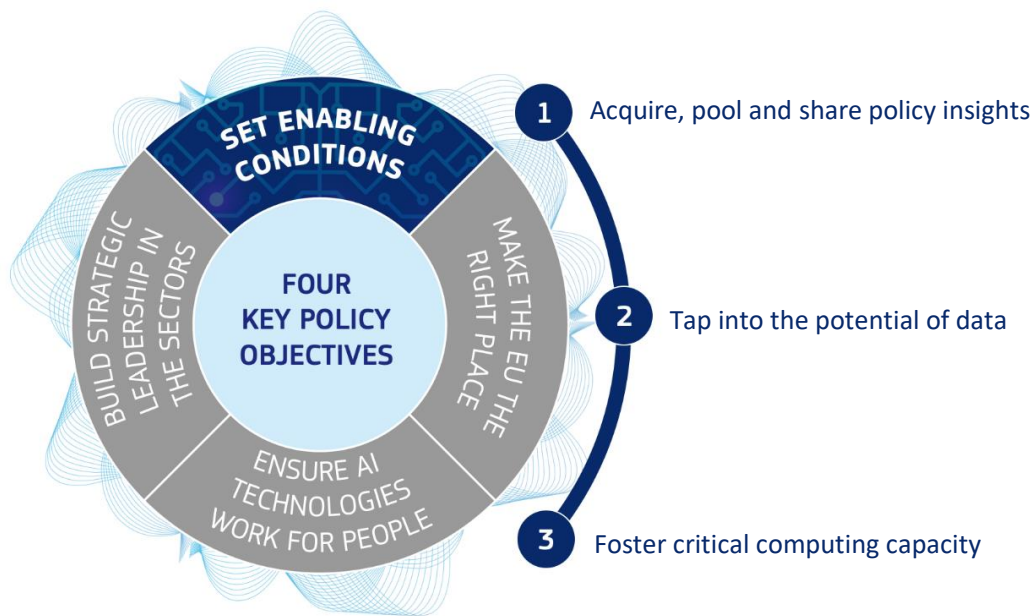 SET ENABLING
CONDITIONS
MAKE THE EU THE
RIGHT PLACE
ENSURE AI
TECHNOLOGIES
WORK FOR PEOPLE
BUILD STRATEGIC
LEADERSHIP IN
THE SECTORS
FOUR
KEY POLICY
OBJECTIVES
1
Acquire, pool and share policy insights
2
Tap into the potential of data
3
Foster critical computing capacity